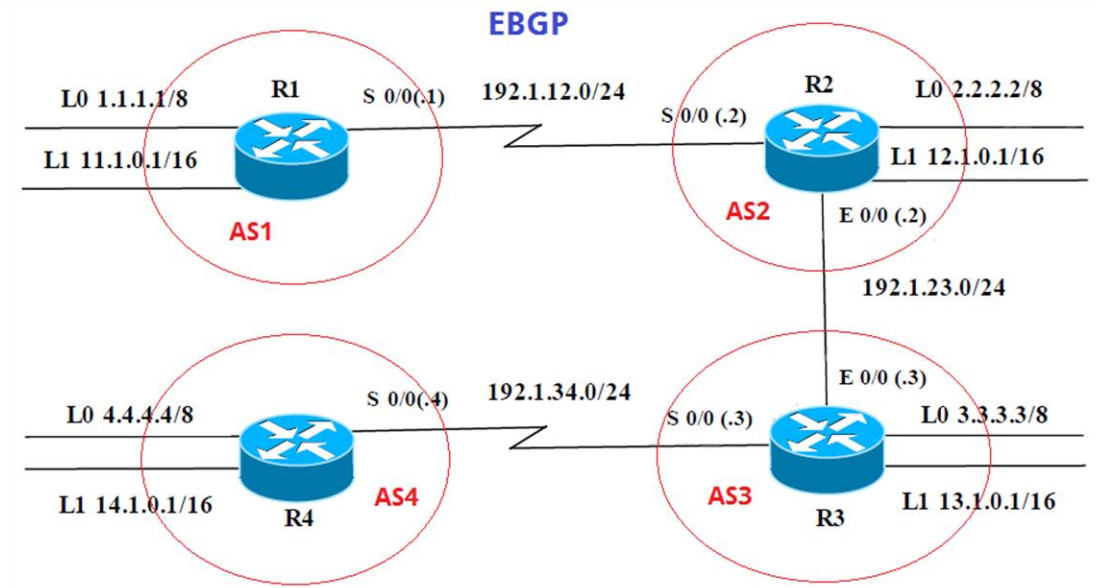 EBGP
R1
L0 1.1.1.1/8
S 0/0(.1)
L1 11.1.0.1/16
AS1
192.1.12.0/24
R2
L0 2.2.2.2/8
S 0/0 (.2)
L1 12.1.0.1/16
AS2
E 0/0 (.2)
192.1.23.0/24
L0 4.4.4.4/8
S 0/0(.4)
L1 14.1.0.1/16
AS4
R4
192.1.34.0/24
E 0/0 (.3)
S 0/0 (.3)
L0 3.3.3.3/8
AS3
L1 13.1.0.1/16
R3